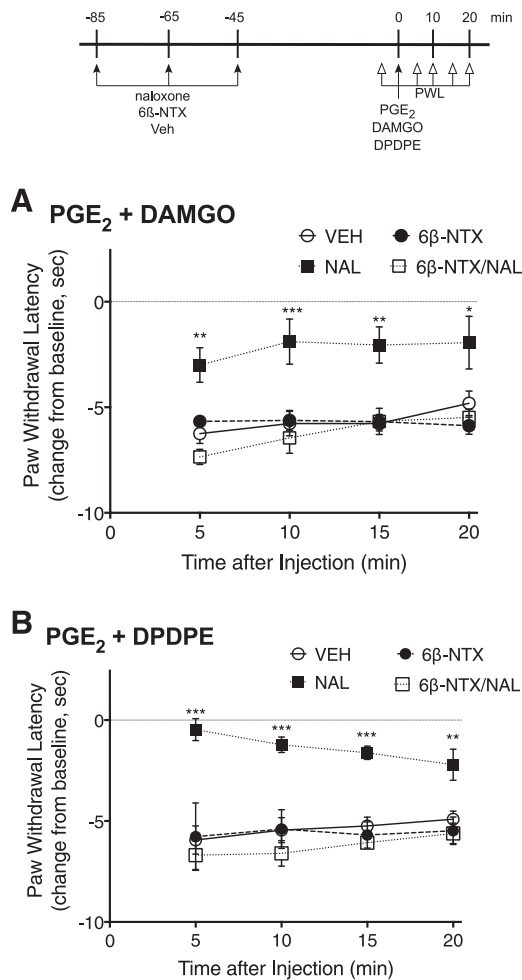 -85 -65 -45 0 10 20 min
naloxone
6ß-NTX
Veh
PWL
PGE2
DAMGO
DPDPE
A PGE2 + DAMGO
VEH 6β-NTX
NAL 6β-NTX/NAL
Paw Withdrawal Latency
(change from baseline, sec)
0
-5
-10
** *** ** *
0 5 10 15 20
Time after Injection (min)
B PGE2 + DPDPE
VEH 6β-NTX
NAL 6β-NTX/NAL
Paw Withdrawal Latency
(change from baseline, sec)
0
-5
-10
*** *** *** **
0 5 10 15 20
Time after Injection (min)